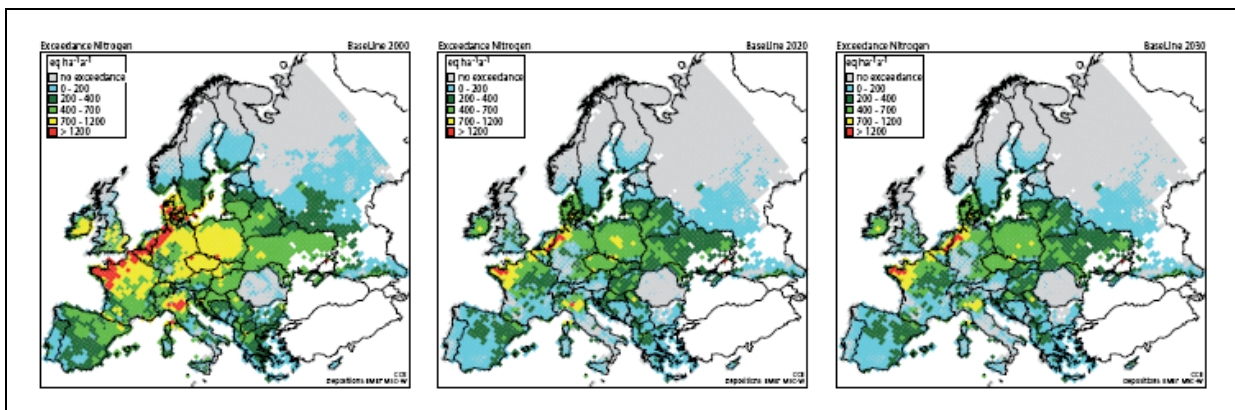 Exceedance Nitrogen BaseLine 2000
eq ha⁻¹a⁻¹
no exceedance
0 - 200
200 - 400
400 - 700
700 - 1200
> 1200
CCE
Depositions EMEP MSC-W
Exceedance Nitrogen BaseLine 2020
eq ha⁻¹a⁻¹
no exceedance
0 - 200
200 - 400
400 - 700
700 - 1200
> 1200
CCE
Depositions EMEP MSC-W
Exceedance Nitrogen BaseLine 2030
eq ha⁻¹a⁻¹
no exceedance
0 - 200
200 - 400
400 - 700
700 - 1200
> 1200
CCE
Depositions EMEP MSC-W